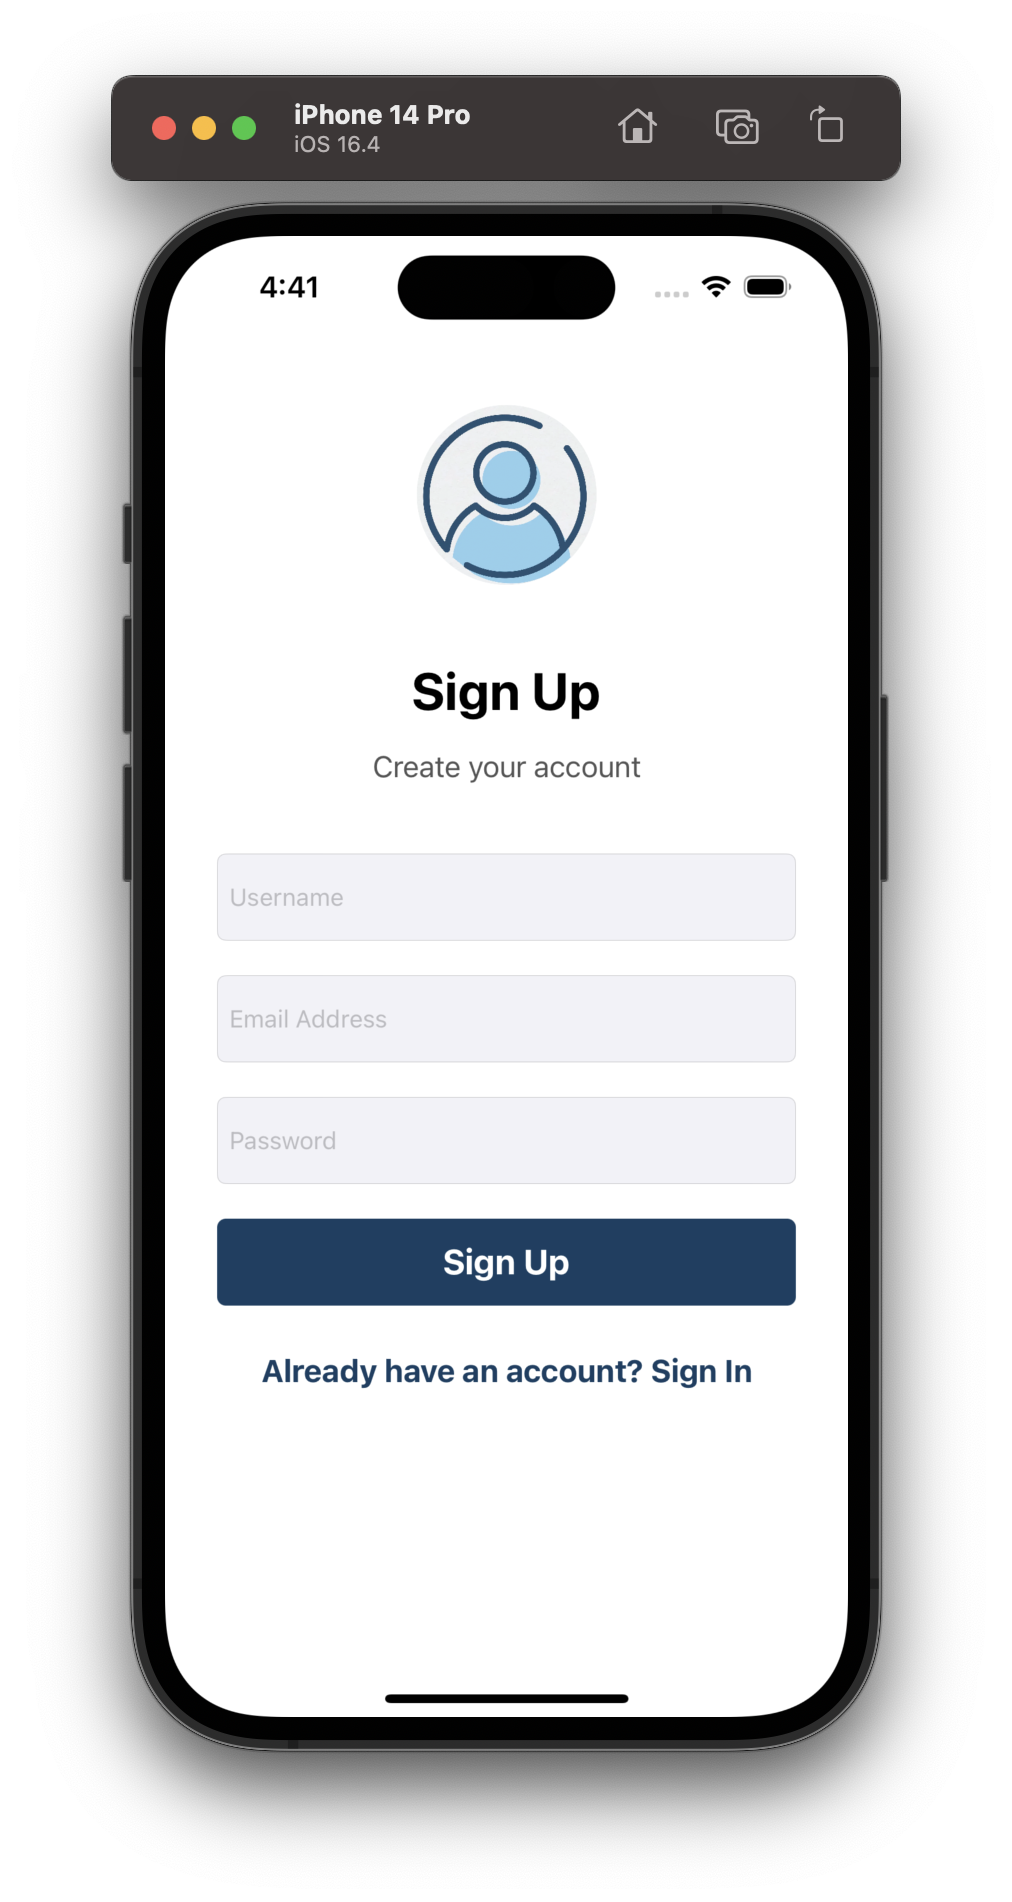 iPhone 14 Pro
iOS 16.4
4:41
Sign Up
Create your account
Username
Email Address
Password
Sign Up
Already have an account? Sign In